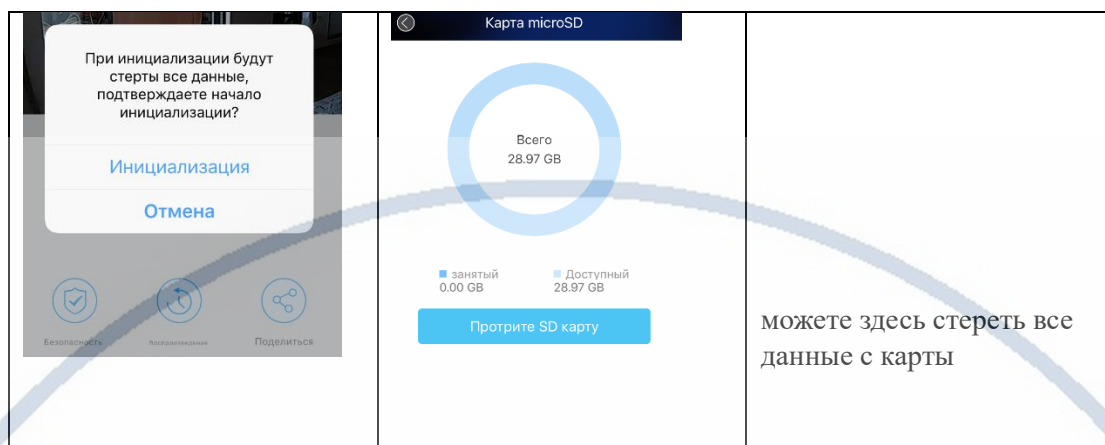 При инициализации будут
стерты все данные,
подтверждаете начало
инициализации?
Инициализация
Отмена
Безопасность
Воспроизведение
Поделиться
Карта microSD
Всего
28.97 GB
занятый
0.00 GB
Доступный
28.97 GB
Протрите SD карту
можете здесь стереть все
данные с карты